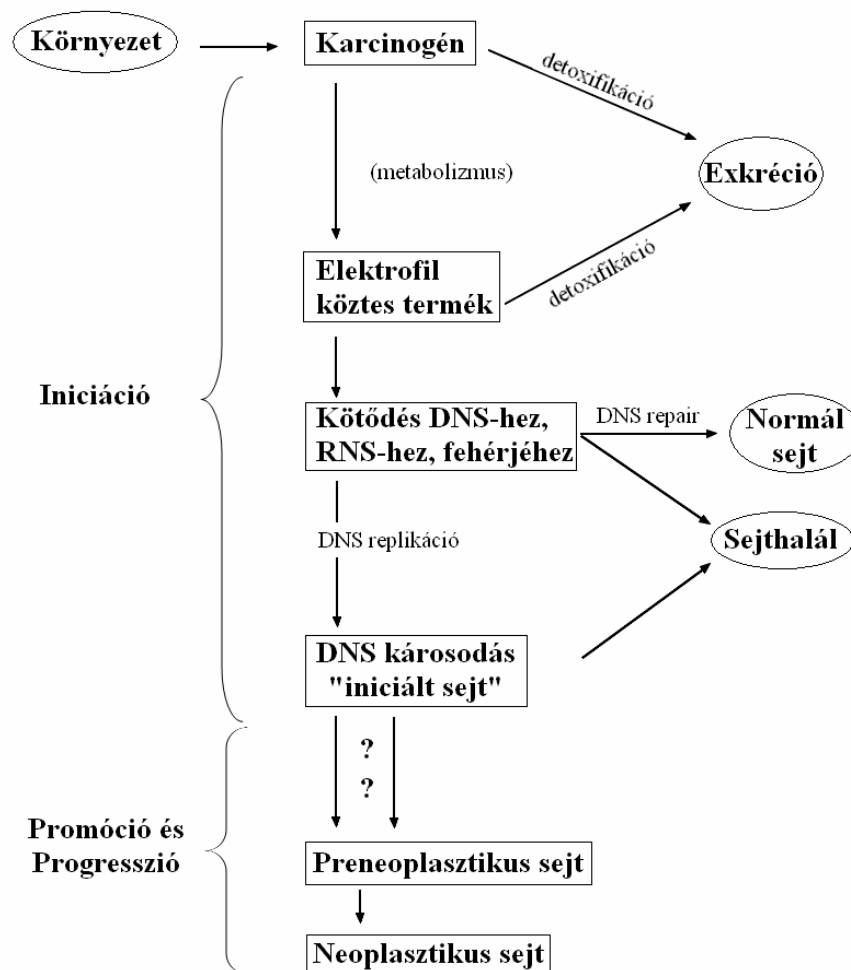 Környezet
Karcinogén
detoxifikáció
(metabolizmus)
Exkréció
Elektrofil
köztes termék
detoxifikáció
Iniciáció
Kötődés DNS-hez,
RNS-hez, fehérjéhez
DNS repair
Normál
sejt
DNS replikáció
Sejthalál
DNS károsodás
"iniciált sejt"
?
?
Promóció és
Progresszió
Preneoplasztikus sejt
Neoplasztikus sejt